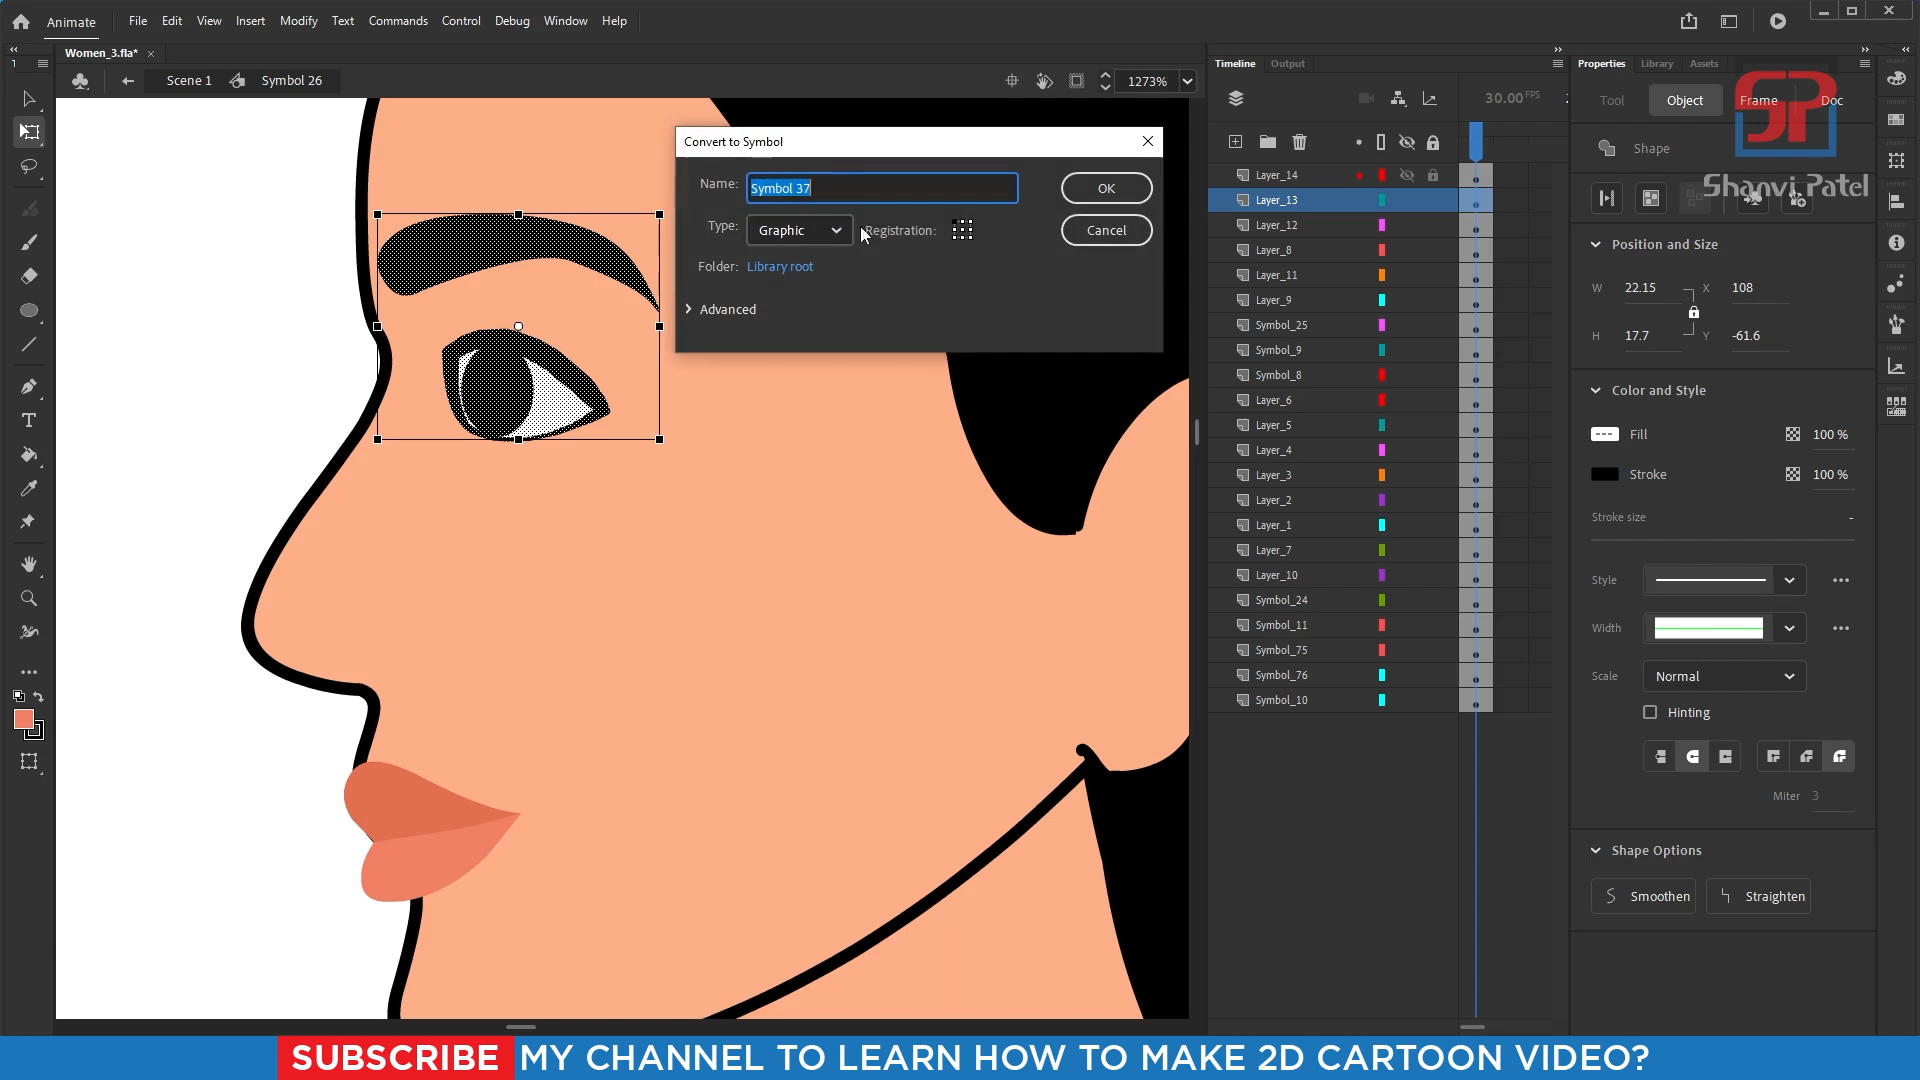 Animate File Edit View Insert Modify Text Commands Control Debug Window Help
Women_3.fla*
Scene 1 Symbol 26 1273%
Timeline Output
30.00 FPS
Layer_14
Layer_13
Layer_12
Layer_8
Layer_11
Layer_9
Symbol_25
Symbol_9
Symbol_8
Layer_6
Layer_5
Layer_4
Layer_3
Layer_2
Layer_1
Layer_7
Layer_10
Symbol_24
Symbol_11
Symbol_75
Symbol_76
Symbol_10
Convert to Symbol
Name: Symbol 37 OK
Type: Graphic Registration: Cancel
Folder: Library root
Advanced
Properties Library Assets
Tool Object Frame Doc
Shape
Shanvi Patel
Position and Size
W 22.15 X 108
H 17.7 Y -61.6
Color and Style
Fill 100 %
Stroke 100 %
Stroke size -
Style
Width
Scale Normal
Hinting
Miter 3
Shape Options
Smoothen Straighten
SUBSCRIBE MY CHANNEL TO LEARN HOW TO MAKE 2D CARTOON VIDEO?